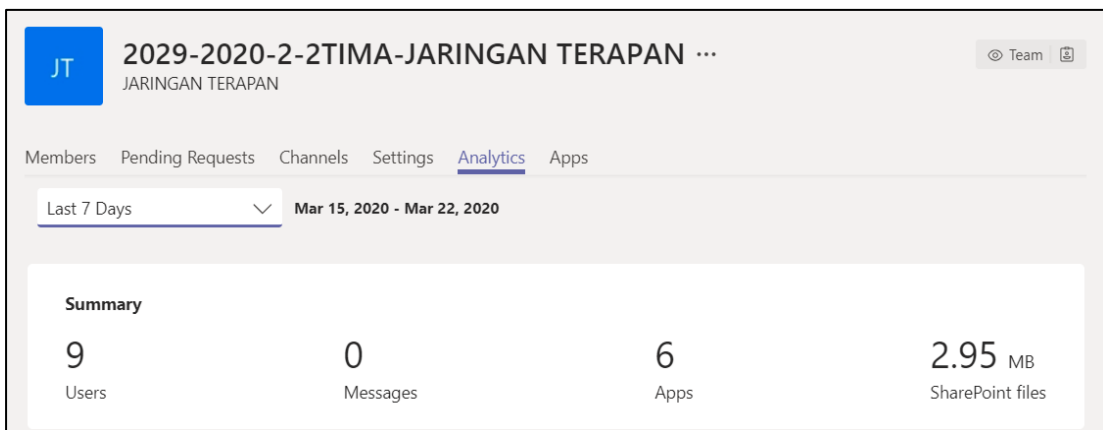 JT
2029-2020-2-2TIMA-JARINGAN TERAPAN ...
JARINGAN TERAPAN
Team
Members Pending Requests Channels Settings Analytics Apps
Last 7 Days Mar 15, 2020 - Mar 22, 2020
Summary
9 0 6 2.95 MB
Users Messages Apps SharePoint files